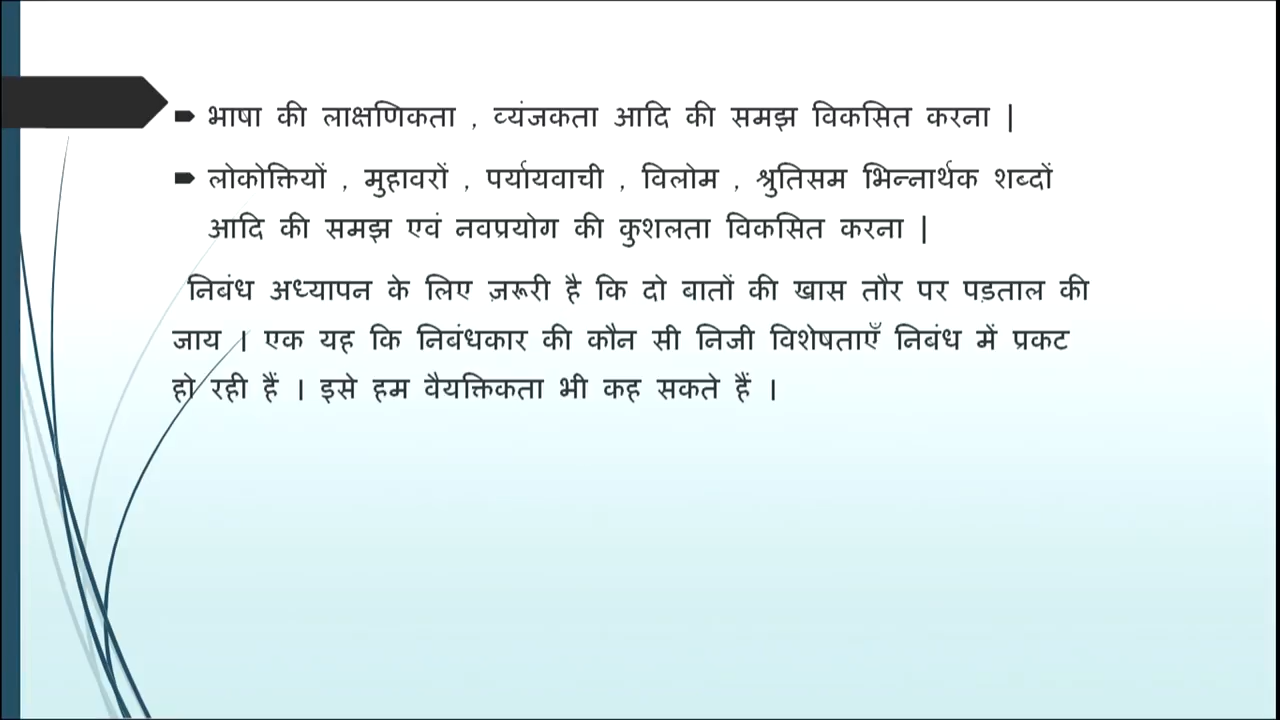 भाषा की लाक्षणिकता , व्यंजकता आदि की समझ विकसित करना |
लोकोक्तियों , मुहावरों , पर्यायवाची , विलोम , श्रुतिसम भिन्नार्थक शब्दों
आदि की समझ एवं नवप्रयोग की कुशलता विकसित करना |
निबंध अध्यापन के लिए ज़रूरी है कि दो बातों की खास तौर पर पड़ताल की
जाय । एक यह कि निबंधकार की कौन सी निजी विशेषताएँ निबंध में प्रकट
हो रही हैं । इसे हम वैयक्तिकता भी कह सकते हैं ।